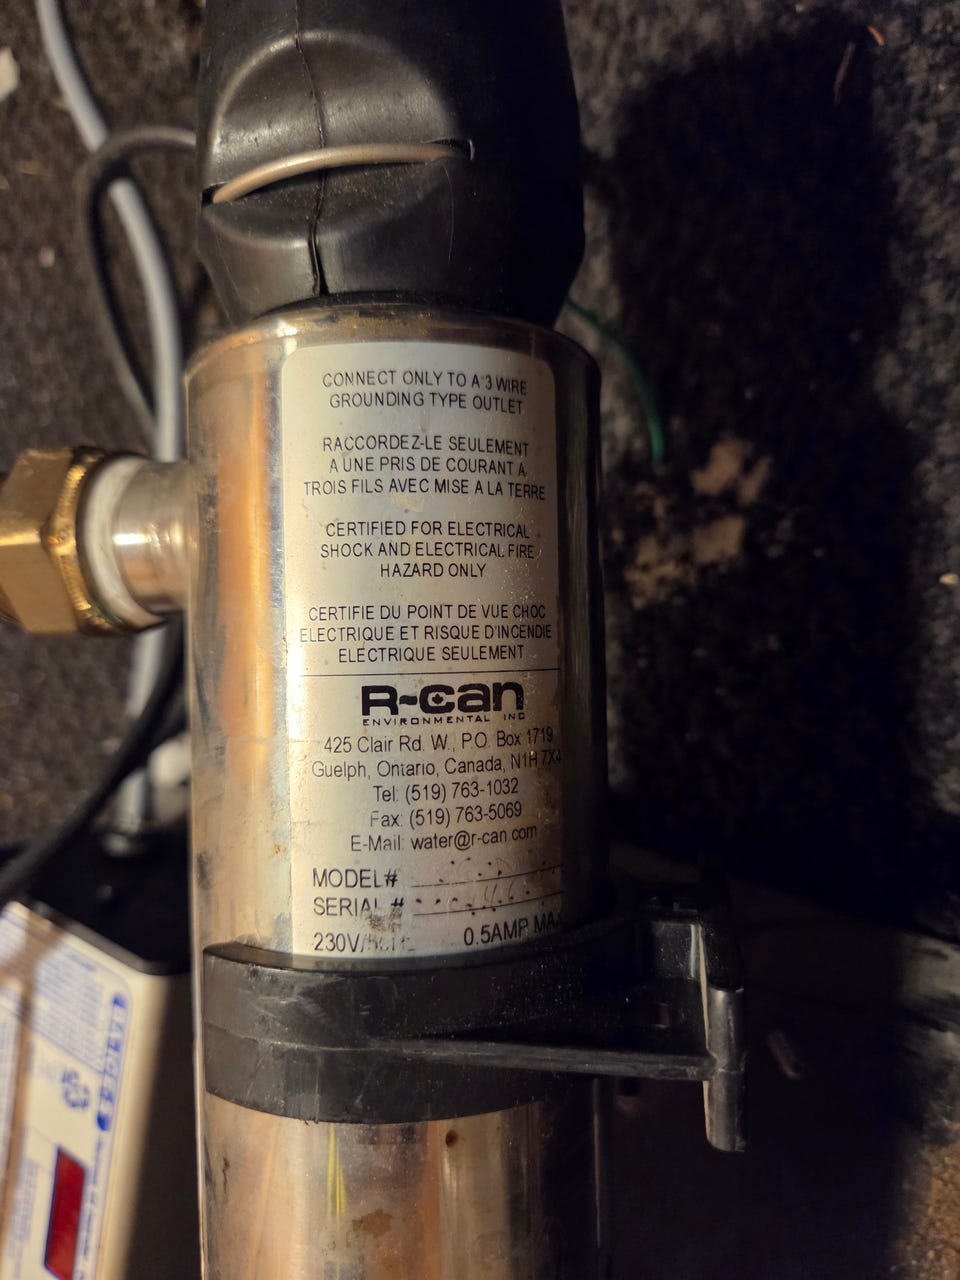 CONNECT ONLY TO A 3 WIRE
GROUNDING TYPE OUTLET
RACCORDEZ-LE SEULEMENT
A UNE PRIS DE COURANT A
TROIS FILS AVEC MISE A LA TERRE
CERTIFIED FOR ELECTRICAL
SHOCK AND ELECTRICAL FIRE
HAZARD ONLY
CERTIFIE DU POINT DE VUE CHOC
ELECTRIQUE ET RISQUE D'INCENDIE
ELECTRIQUE SEULEMENT
R-can
ENVIRONMENTAL INC
425 Clair Rd. W., P.O. Box 1719
Guelph, Ontario, Canada, N1H 7X4
Tel: (519) 763-1032
Fax: (519) 763-5069
E-Mail: water@r-can.com
MODEL#
SERIAL #
230V/
0.5AMP MAX